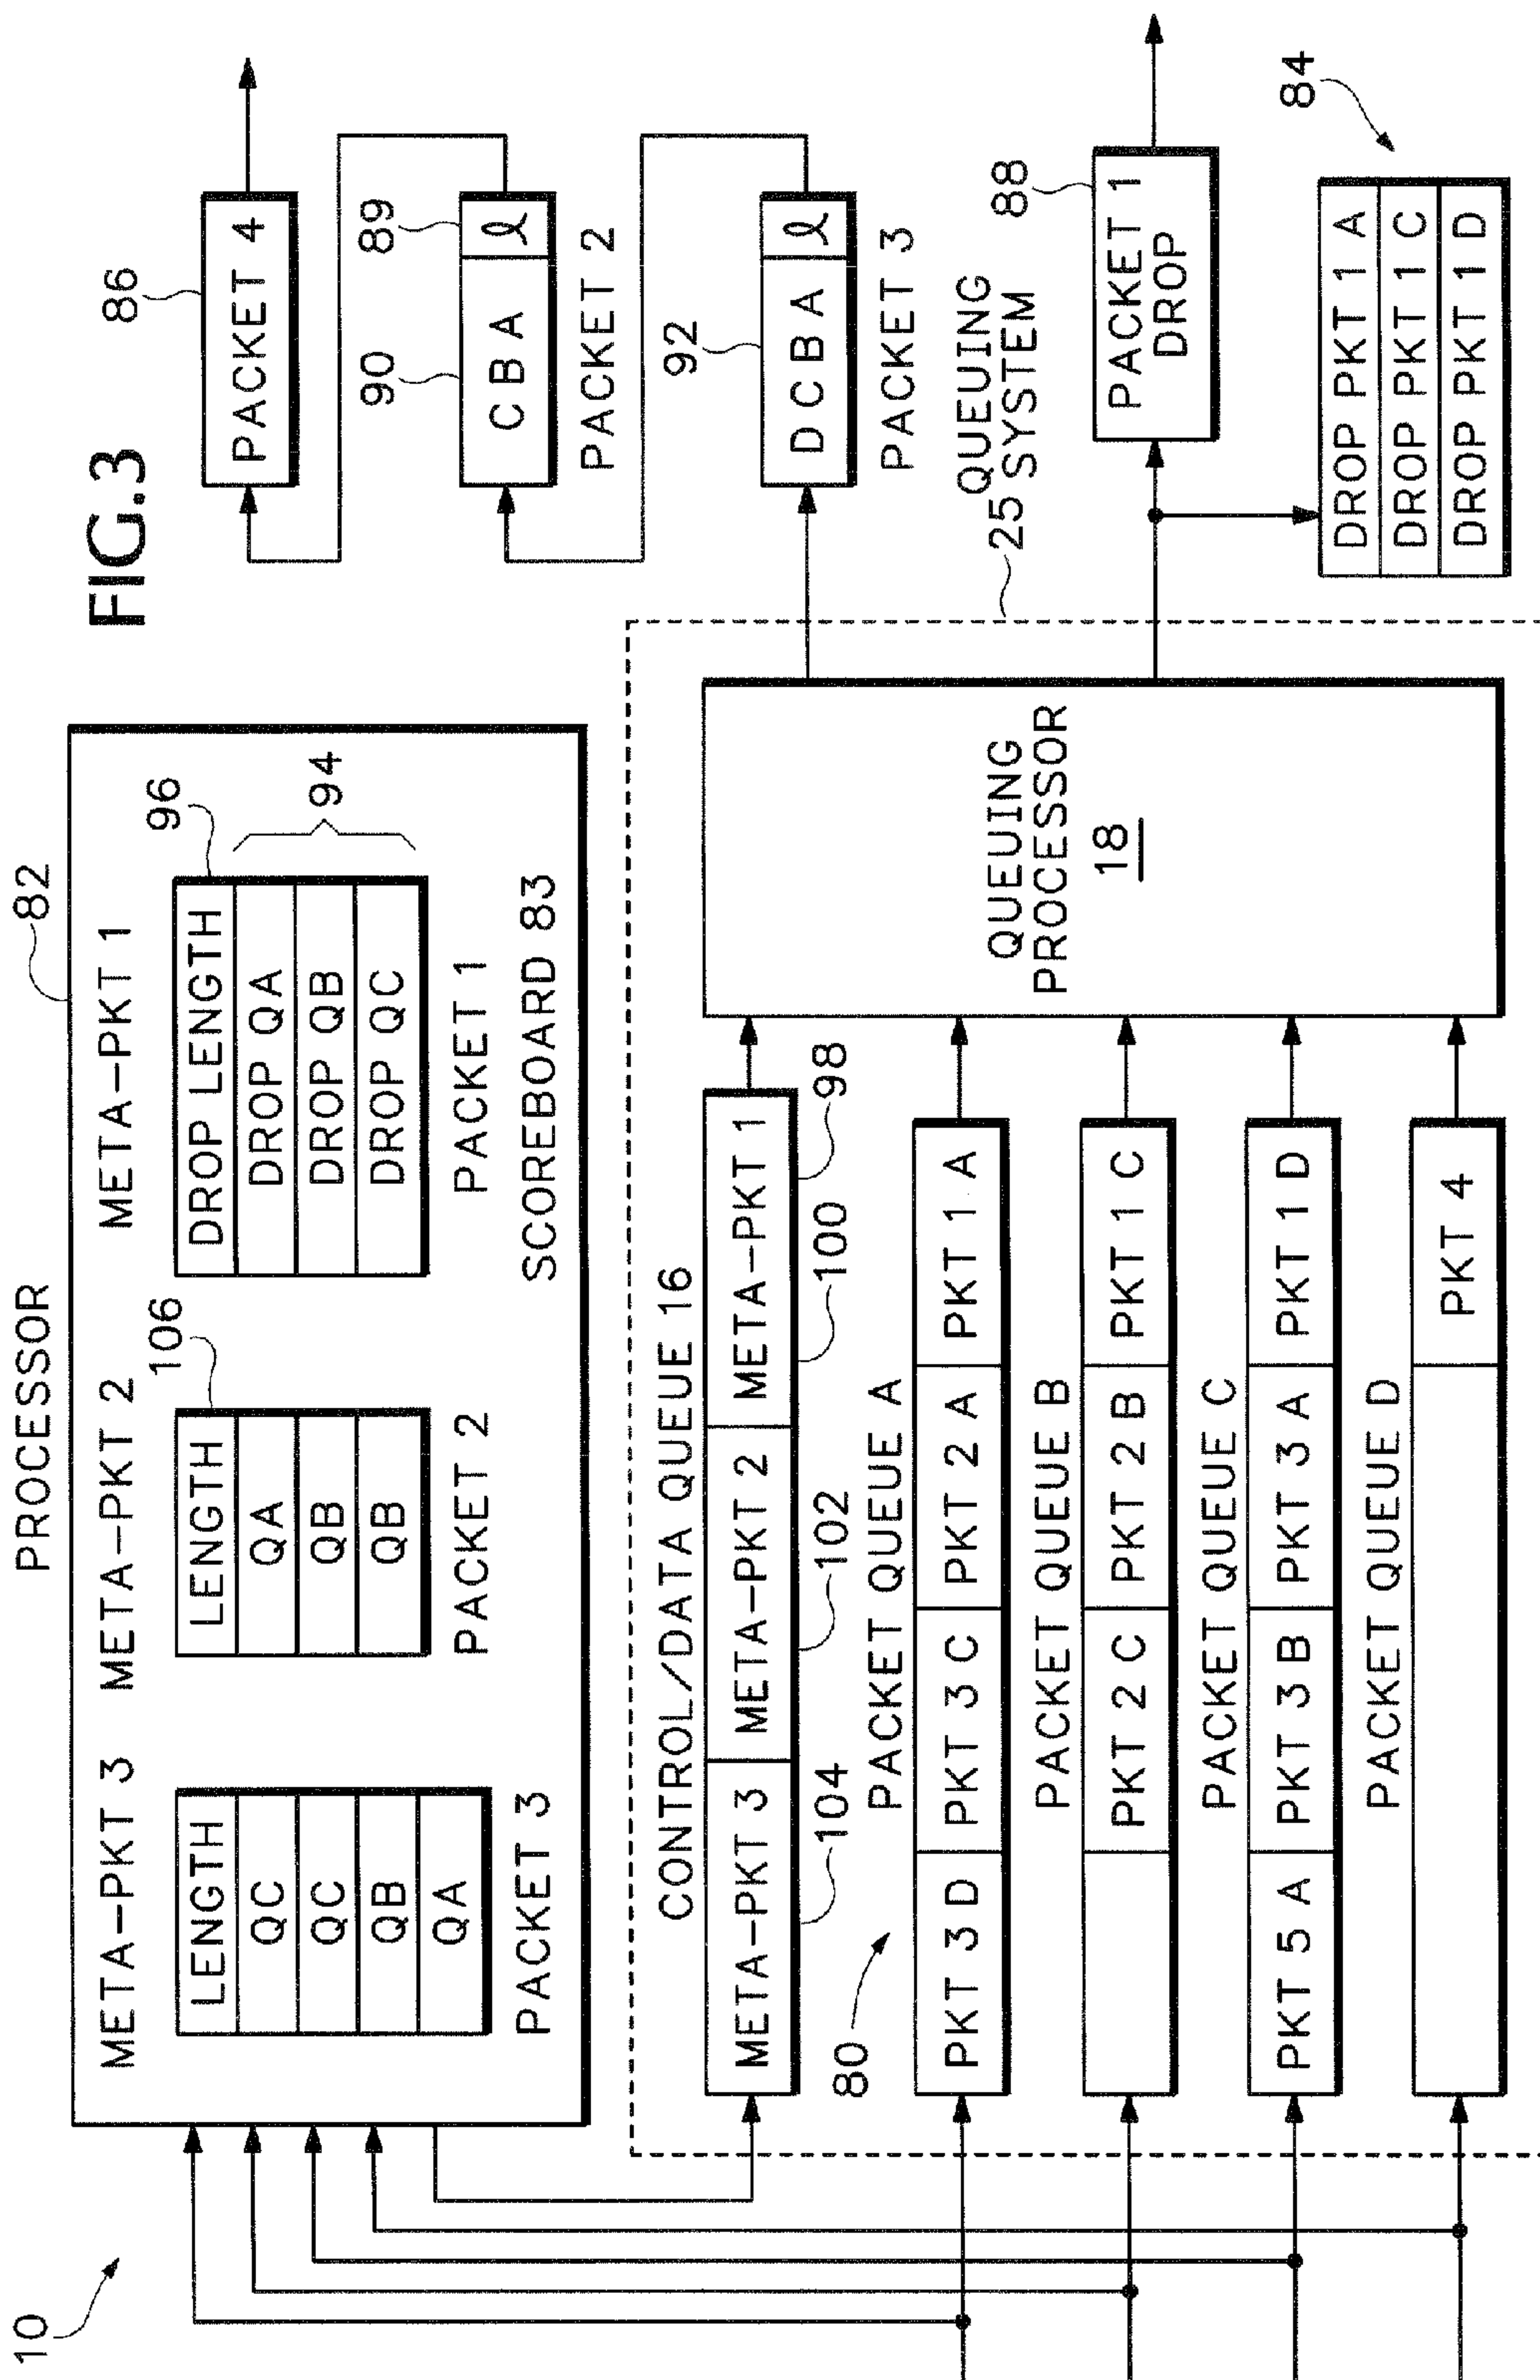 FIG.3
10
PROCESSOR
82
META-PKT 3
META-PKT 2
META-PKT 1
106
96
LENGTH
QC
QC
QB
QA
PACKET 3
LENGTH
QA
QB
QB
PACKET 2
DROP LENGTH
DROP QA
DROP QB
DROP QC
94
PACKET 1
SCOREBOARD 83
CONTROL/DATA QUEUE 16
META-PKT 3
META-PKT 2
META-PKT 1
104
102
100
98
80
PACKET QUEUE A
PKT 3 D
PKT 3 C
PKT 2 A
PKT 1 A
PACKET QUEUE B
PKT 2 C
PKT 2 B
PKT 1 C
PACKET QUEUE C
PKT 5 A
PKT 3 B
PKT 3 A
PKT 1 D
PACKET QUEUE D
PKT 4
QUEUING
PROCESSOR
18
86
PACKET 4
90
89
C B A
ℓ
PACKET 2
92
D C B A
ℓ
PACKET 3
25
QUEUING
SYSTEM
88
PACKET 1
DROP
84
DROP PKT 1 A
DROP PKT 1 C
DROP PKT 1 D